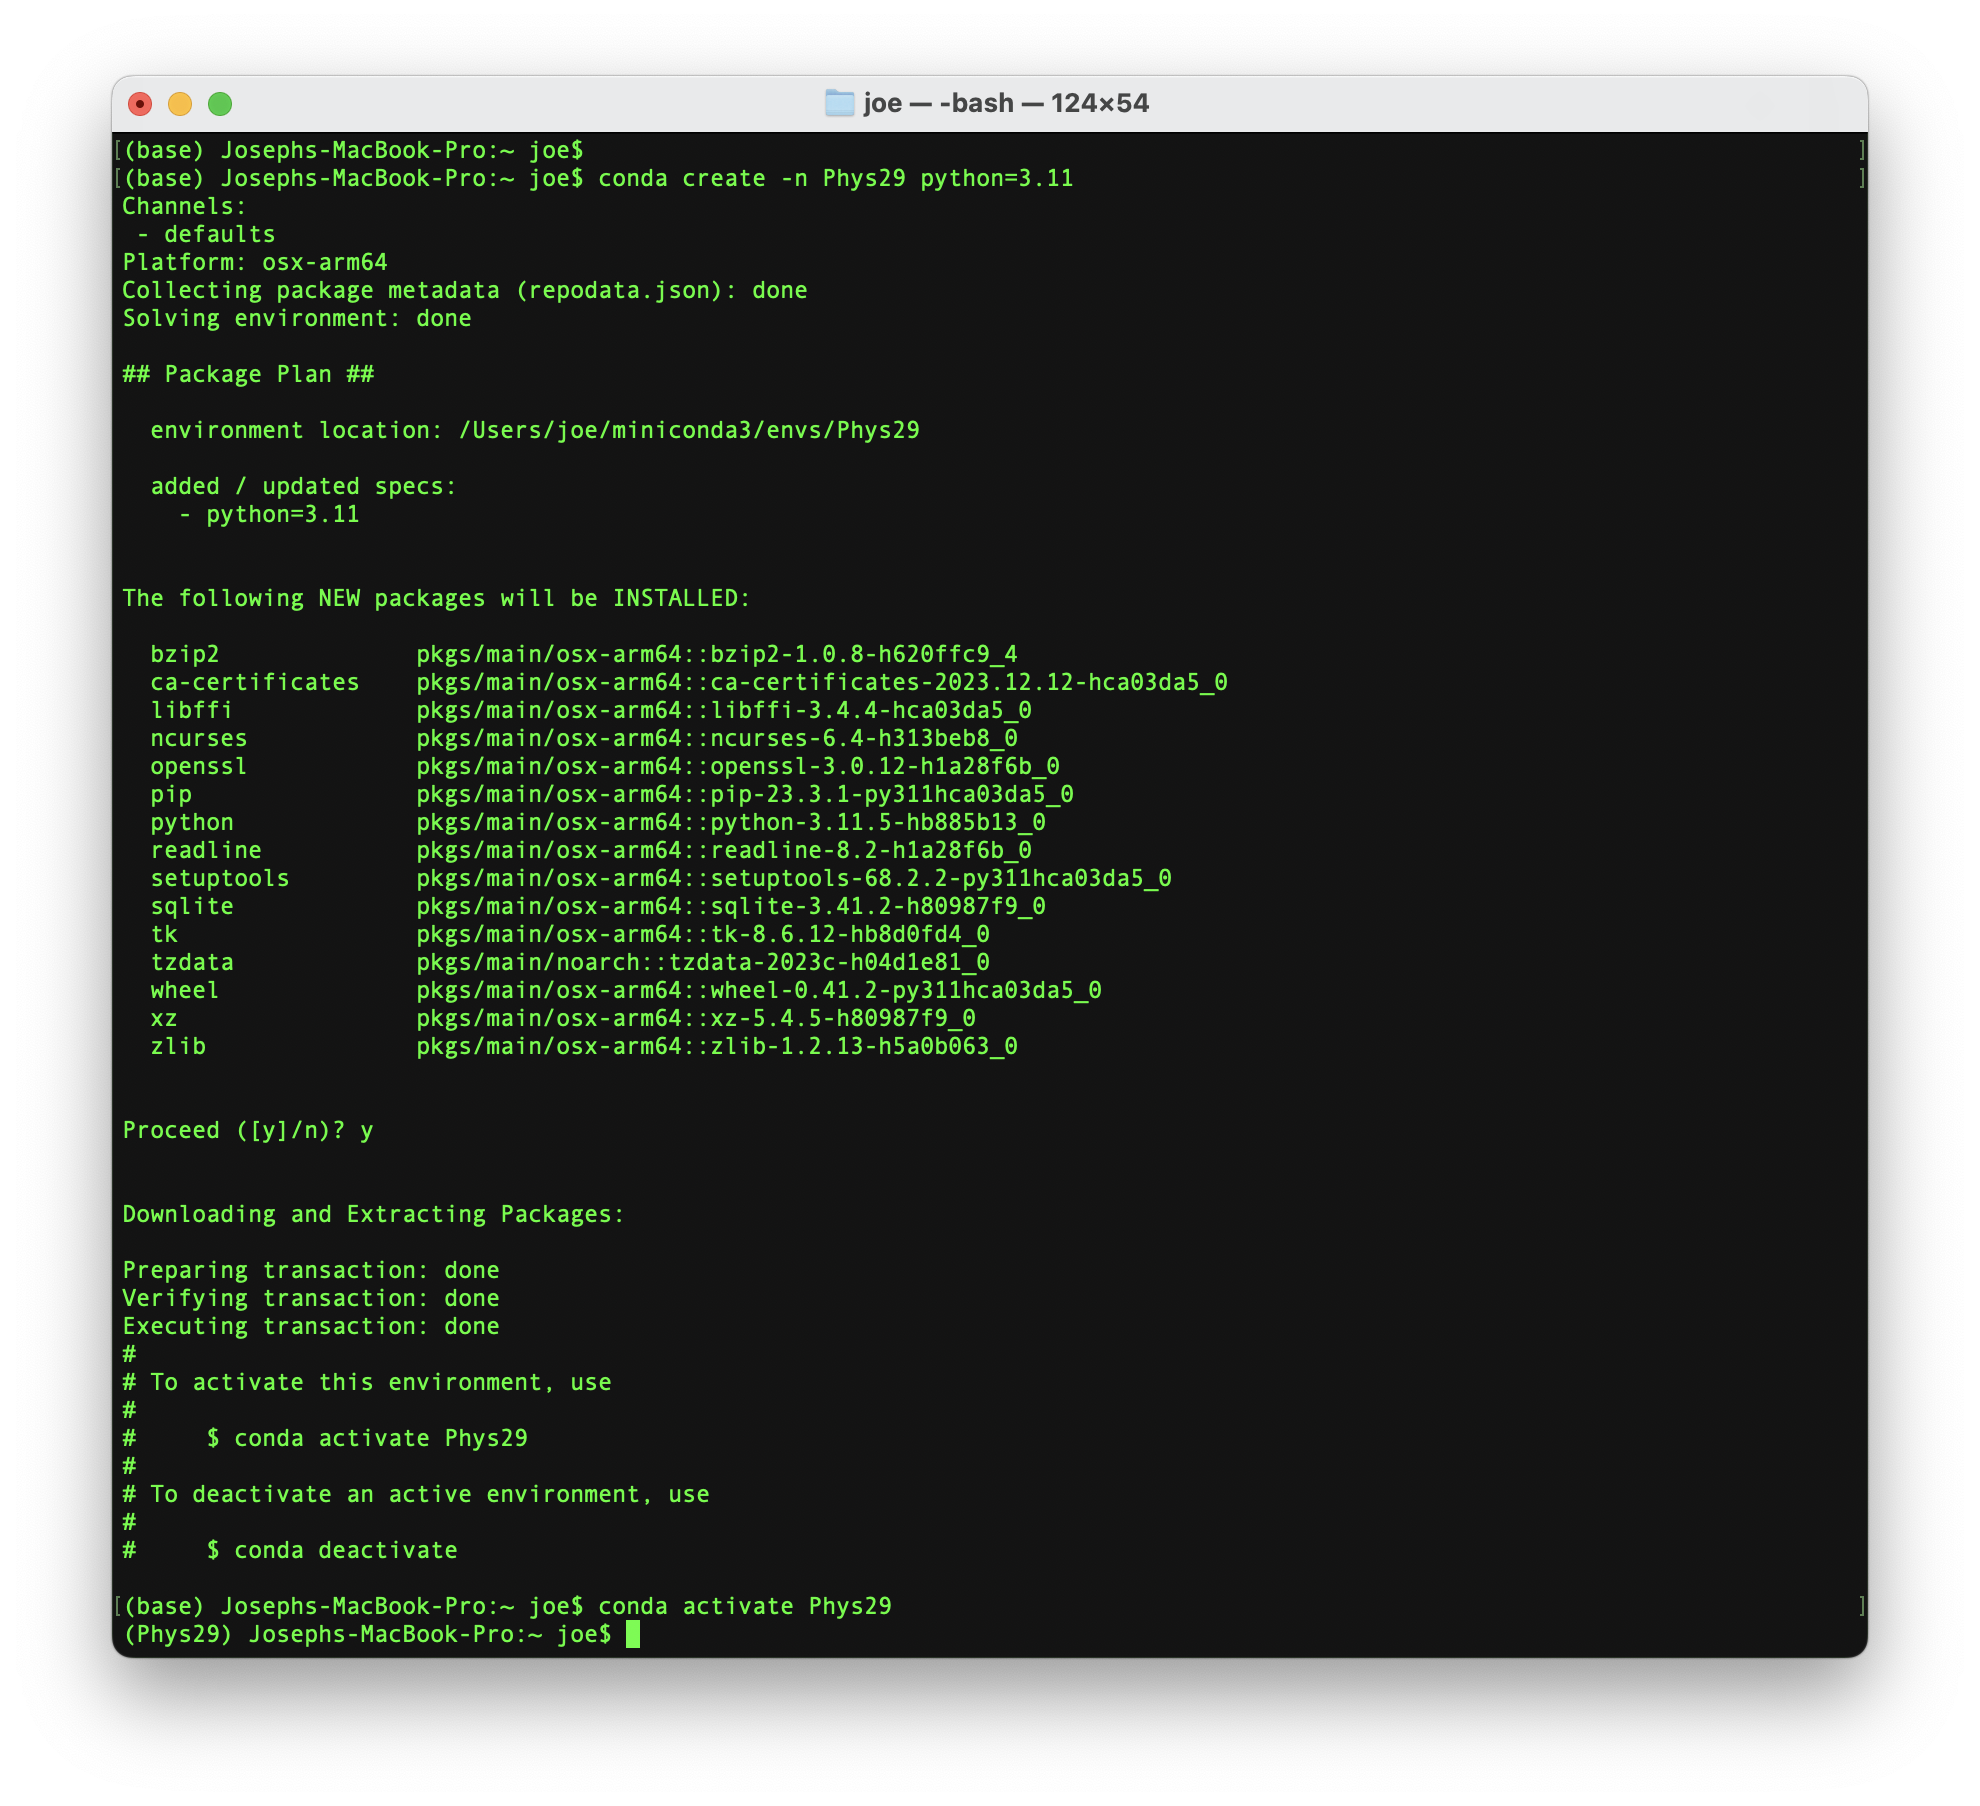 joe — -bash — 124×54
[(base) Josephs-MacBook-Pro:~ joe$ ]
[(base) Josephs-MacBook-Pro:~ joe$ conda create -n Phys29 python=3.11 ]
Channels:
 - defaults
Platform: osx-arm64
Collecting package metadata (repodata.json): done
Solving environment: done
## Package Plan ##
  environment location: /Users/joe/miniconda3/envs/Phys29
  added / updated specs:
    - python=3.11
The following NEW packages will be INSTALLED:
  bzip2              pkgs/main/osx-arm64::bzip2-1.0.8-h620ffc9_4
  ca-certificates    pkgs/main/osx-arm64::ca-certificates-2023.12.12-hca03da5_0
  libffi             pkgs/main/osx-arm64::libffi-3.4.4-hca03da5_0
  ncurses            pkgs/main/osx-arm64::ncurses-6.4-h313beb8_0
  openssl            pkgs/main/osx-arm64::openssl-3.0.12-h1a28f6b_0
  pip                pkgs/main/osx-arm64::pip-23.3.1-py311hca03da5_0
  python             pkgs/main/osx-arm64::python-3.11.5-hb885b13_0
  readline           pkgs/main/osx-arm64::readline-8.2-h1a28f6b_0
  setuptools         pkgs/main/osx-arm64::setuptools-68.2.2-py311hca03da5_0
  sqlite             pkgs/main/osx-arm64::sqlite-3.41.2-h80987f9_0
  tk                 pkgs/main/osx-arm64::tk-8.6.12-hb8d0fd4_0
  tzdata             pkgs/main/noarch::tzdata-2023c-h04d1e81_0
  wheel              pkgs/main/osx-arm64::wheel-0.41.2-py311hca03da5_0
  xz                 pkgs/main/osx-arm64::xz-5.4.5-h80987f9_0
  zlib               pkgs/main/osx-arm64::zlib-1.2.13-h5a0b063_0
Proceed ([y]/n)? y
Downloading and Extracting Packages:
Preparing transaction: done
Verifying transaction: done
Executing transaction: done
#
# To activate this environment, use
#
#     $ conda activate Phys29
#
# To deactivate an active environment, use
#
#     $ conda deactivate
[(base) Josephs-MacBook-Pro:~ joe$ conda activate Phys29 ]
(Phys29) Josephs-MacBook-Pro:~ joe$